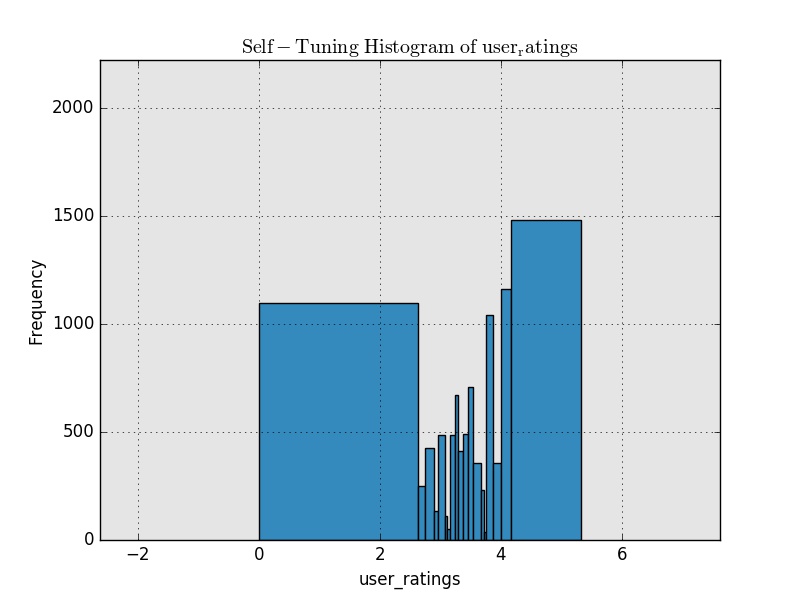 Self − Tuning Histogram of user_ratings
2000
1500
1000
500
0
Frequency
−2 0 2 4 6
user_ratings